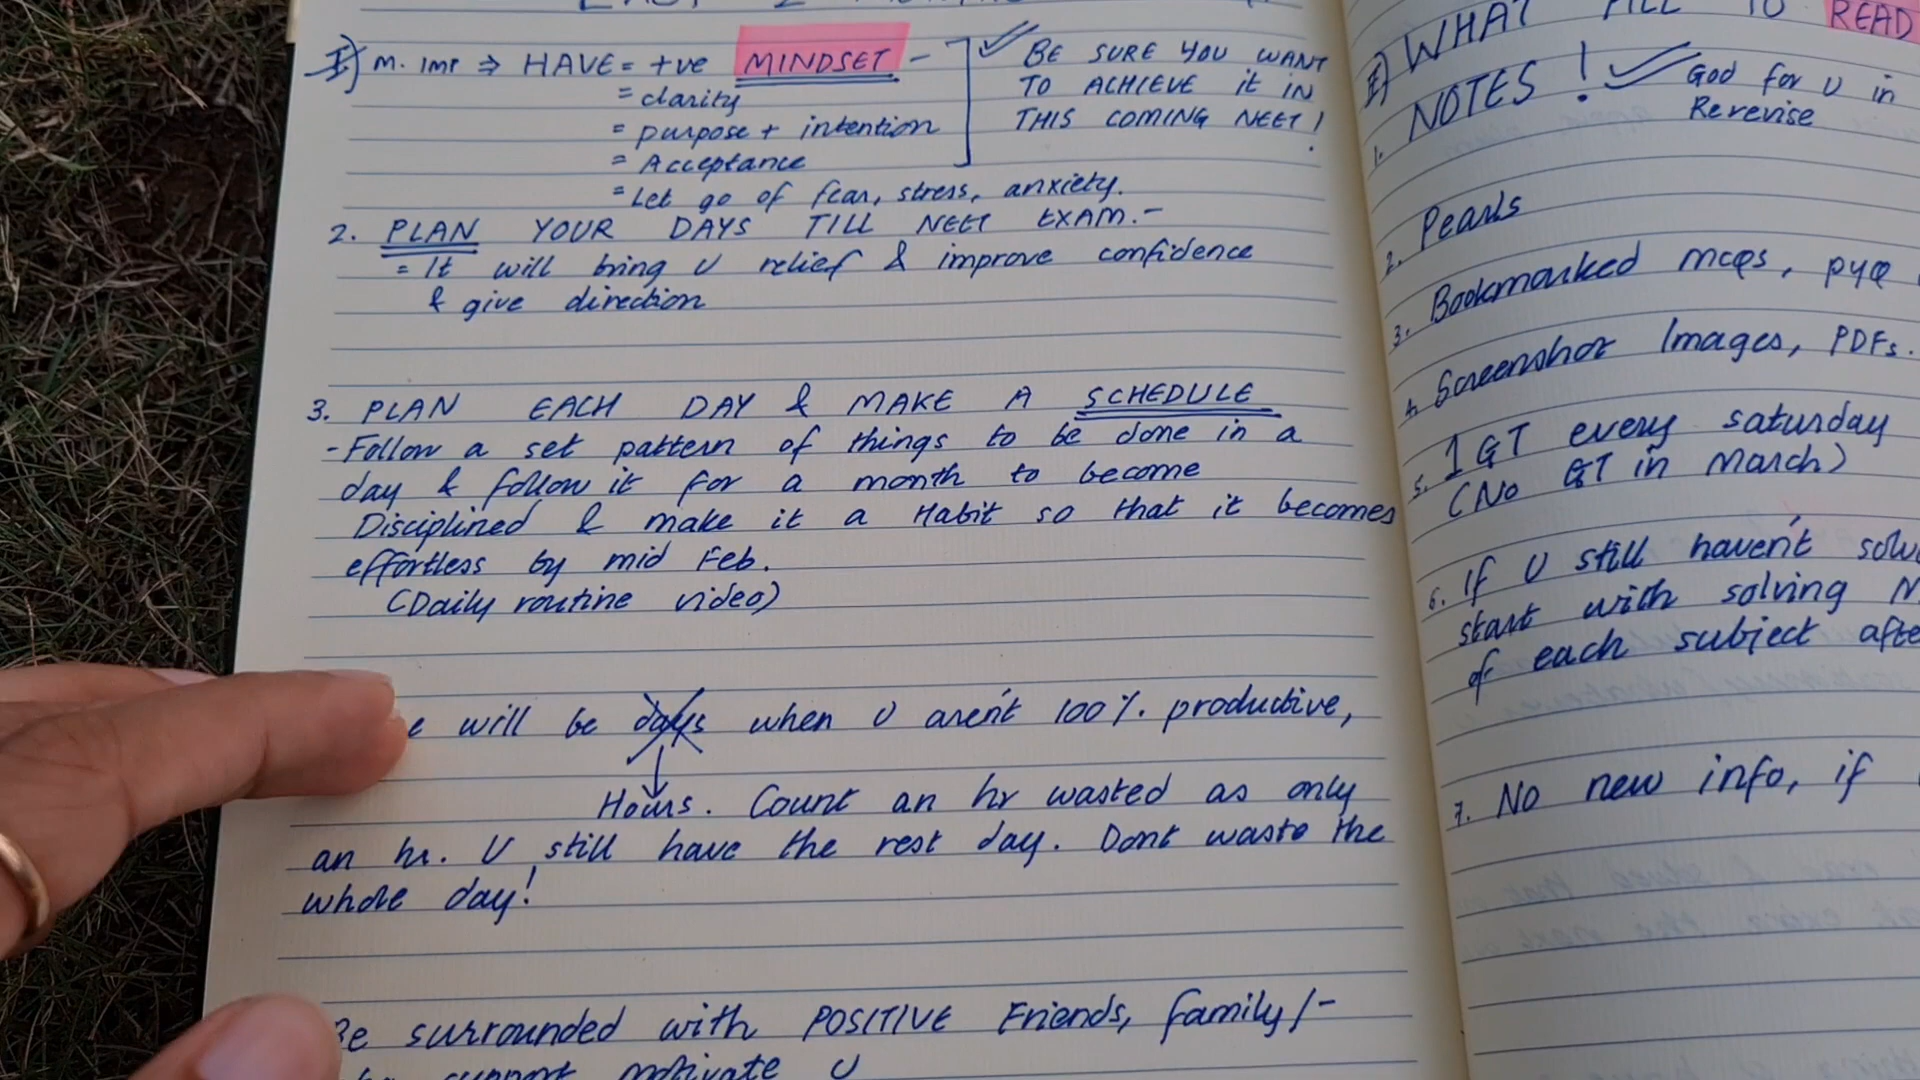 I) M. IMP ⇒ HAVE = +ve MINDSET -
= clarity
= purpose + intention
= Acceptance
= Let go of fear, stress, anxiety.
BE SURE YOU WANT
TO ACHIEVE it in
THIS COMING NEET!
2. PLAN YOUR DAYS TILL NEET EXAM.-
= It will bring U relief & improve confidence
& give direction
3. PLAN EACH DAY & MAKE A SCHEDULE
-Follow a set pattern of things to be done in a
day & follow it for a month to become
Disciplined & make it a Habit so that it becomes
effortless by mid Feb.
(Daily routine video)
will be days when U aren't 100%. productive,
↓
Hours. Count an hr wasted as only
an hr. U still have the rest day. Dont waste the
whole day!
Be surrounded with POSITIVE Friends, family/-
support motivate U
II) WHAT ALL TO READ
1. NOTES! God for U in
Rerevise
2. Pearls
3. Bookmarked mcqs, pyq
4. Screenshot Images, PDFs.
5. 1 GT every saturday
(No GT in March)
6. If U still haven't
start with solving
of each subject
7. No new info, if